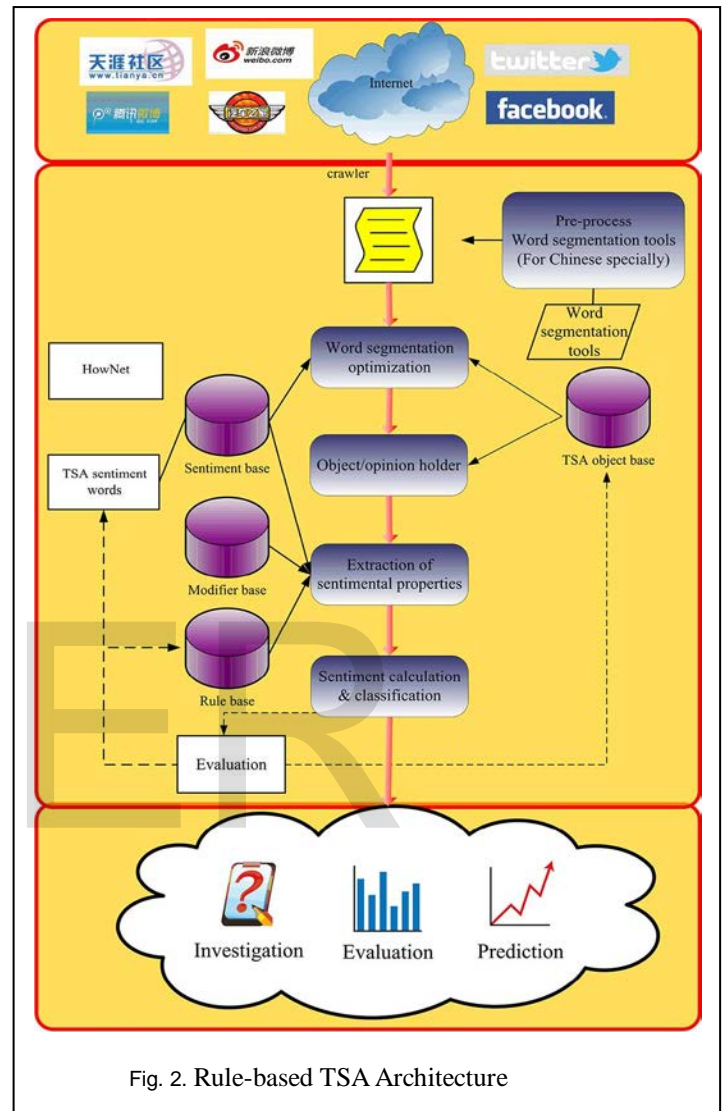 天涯社区
www.tianya.cn
新浪微博
weibo.com
Internet
twitter
腾讯微博
QQ.COM
facebook.
crawler
Pre-process
Word segmentation tools
(For Chinese specially)
Word
segmentation
tools
Word segmentation
optimization
HowNet
Sentiment base
TSA object base
TSA sentiment
words
Object/opinion holder
Modifier base
Extraction of
sentimental properties
Rule base
Sentiment calculation
& classification
Evaluation
ER
Investigation
Evaluation
Prediction
Fig. 2. Rule-based TSA Architecture